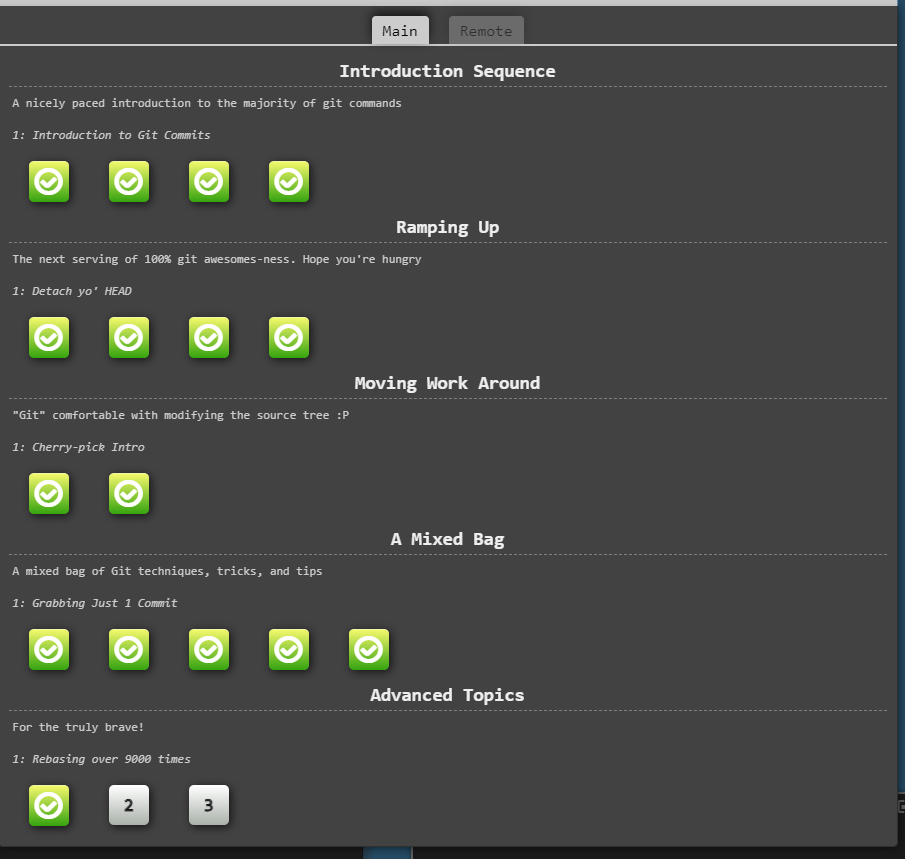 Main Remote
Introduction Sequence
A nicely paced introduction to the majority of git commands
1: Introduction to Git Commits
Ramping Up
The next serving of 100% git awesomes-ness. Hope you're hungry
1: Detach yo' HEAD
Moving Work Around
"Git" comfortable with modifying the source tree :P
1: Cherry-pick Intro
A Mixed Bag
A mixed bag of Git techniques, tricks, and tips
1: Grabbing Just 1 Commit
Advanced Topics
For the truly brave!
1: Rebasing over 9000 times
2 3